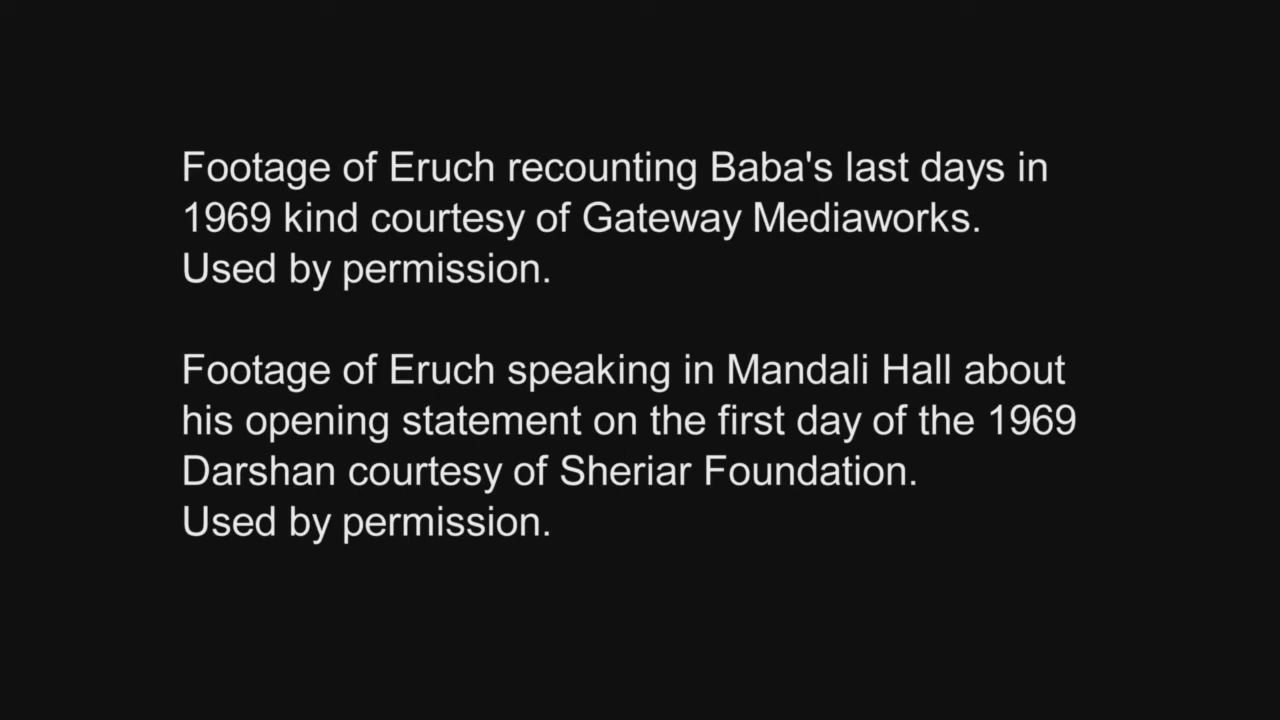 Footage of Eruch recounting Baba's last days in
1969 kind courtesy of Gateway Mediaworks.
Used by permission.
Footage of Eruch speaking in Mandali Hall about
his opening statement on the first day of the 1969
Darshan courtesy of Sheriar Foundation.
Used by permission.